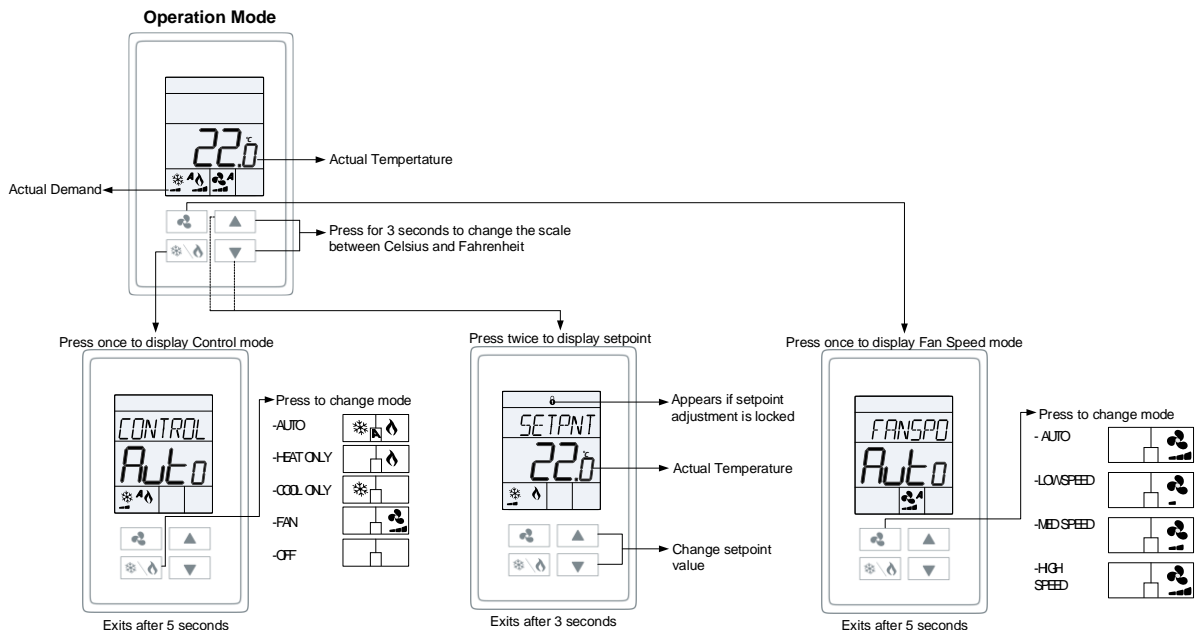 Operation Mode
22.0 °C
Actual Tempertature
A
A
Actual Demand
Press for 3 seconds to change the scale
between Celsius and Fahrenheit
Press once to display Control mode
CONTROL
Auto
A
Press to change mode
-AUTO
A
-HEAT ONLY
-COOL ONLY
-FAN
-OFF
Exits after 5 seconds
Press twice to display setpoint
SETPNT
22.0 °C
Appears if setpoint
adjustment is locked
Actual Temperature
Change setpoint
value
Exits after 3 seconds
Press once to display Fan Speed mode
FANSPD
Auto
A
Press to change mode
- AUTO
-LOW SPEED
-MED SPEED
-HIGH
SPEED
Exits after 5 seconds